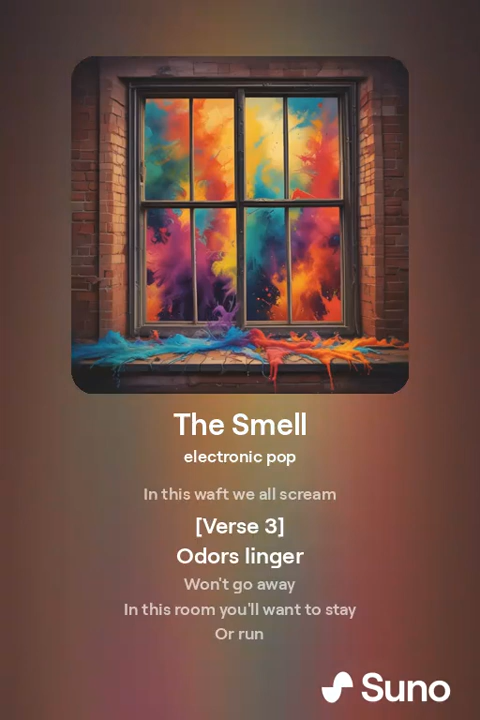 The Smell
electronic pop
In this waft we all scream
[Verse 3]
Odors linger
Won't go away
In this room you'll want to stay
Or run
Suno